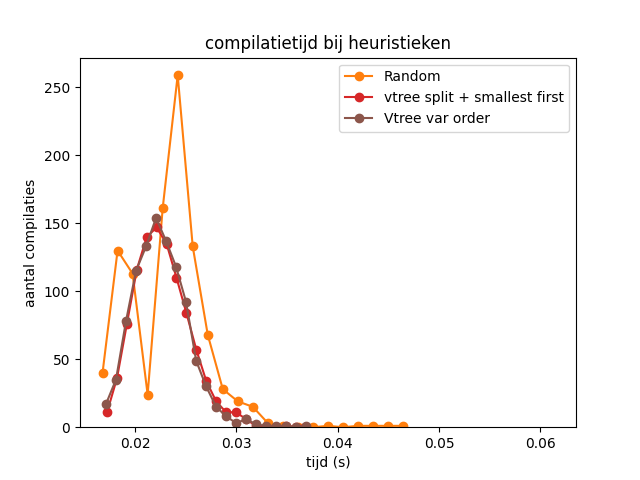 compilatietijd bij heuristieken
Random
vtree split + smallest first
Vtree var order
aantal compilaties
250
200
150
100
50
0
0.02 0.03 0.04 0.05 0.06
tijd (s)